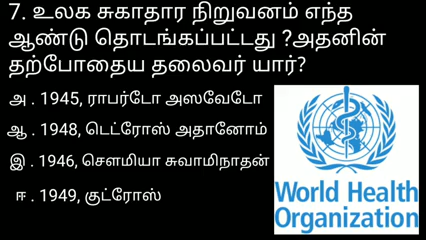 7. உலக சுகாதார நிறுவனம் எந்த
ஆண்டு தொடங்கப்பட்டது ?அதனின்
தற்போதைய தலைவர் யார்?
அ . 1945, ராபர்டோ அஸவேடோ
ஆ . 1948, டெட்ரோஸ் அதானோம்
இ . 1946, சௌமியா சுவாமிநாதன்
ஈ . 1949, குட்ரோஸ்
World Health
Organization